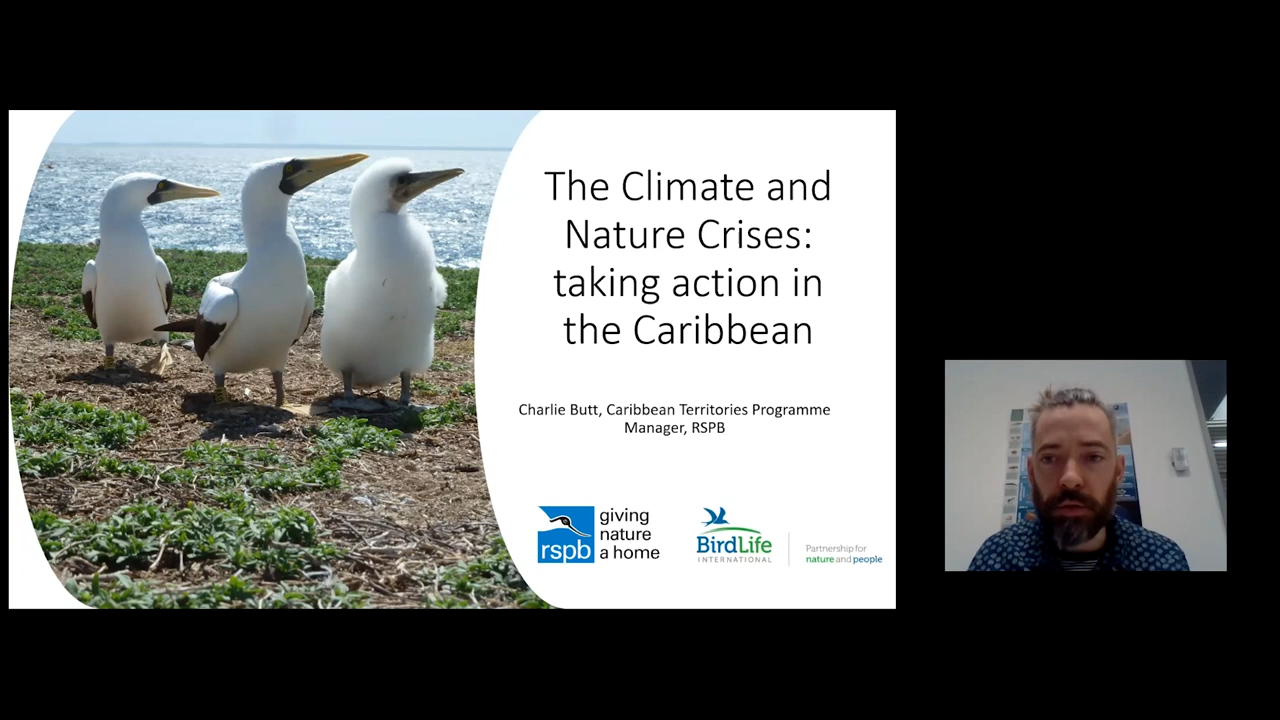 The Climate and
Nature Crises:
taking action in
the Caribbean
Charlie Butt, Caribbean Territories Programme
Manager, RSPB
rspb
giving
nature
a home
BirdLife
INTERNATIONAL
Partnership for
nature and people